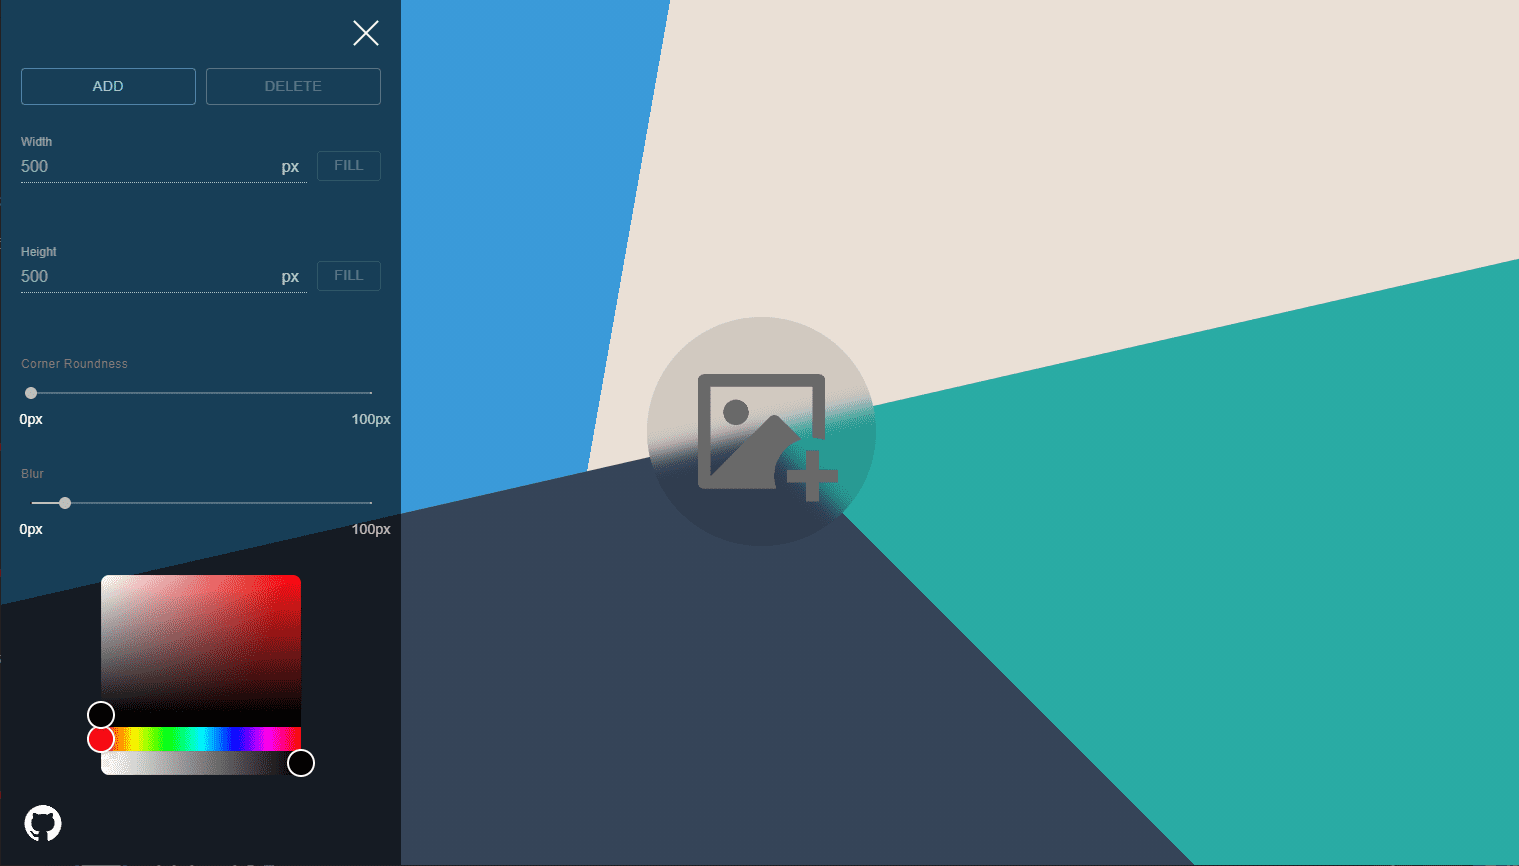 ADD DELETE
Width
500 px FILL
Height
500 px FILL
Corner Roundness
0px 100px
Blur
0px 100px